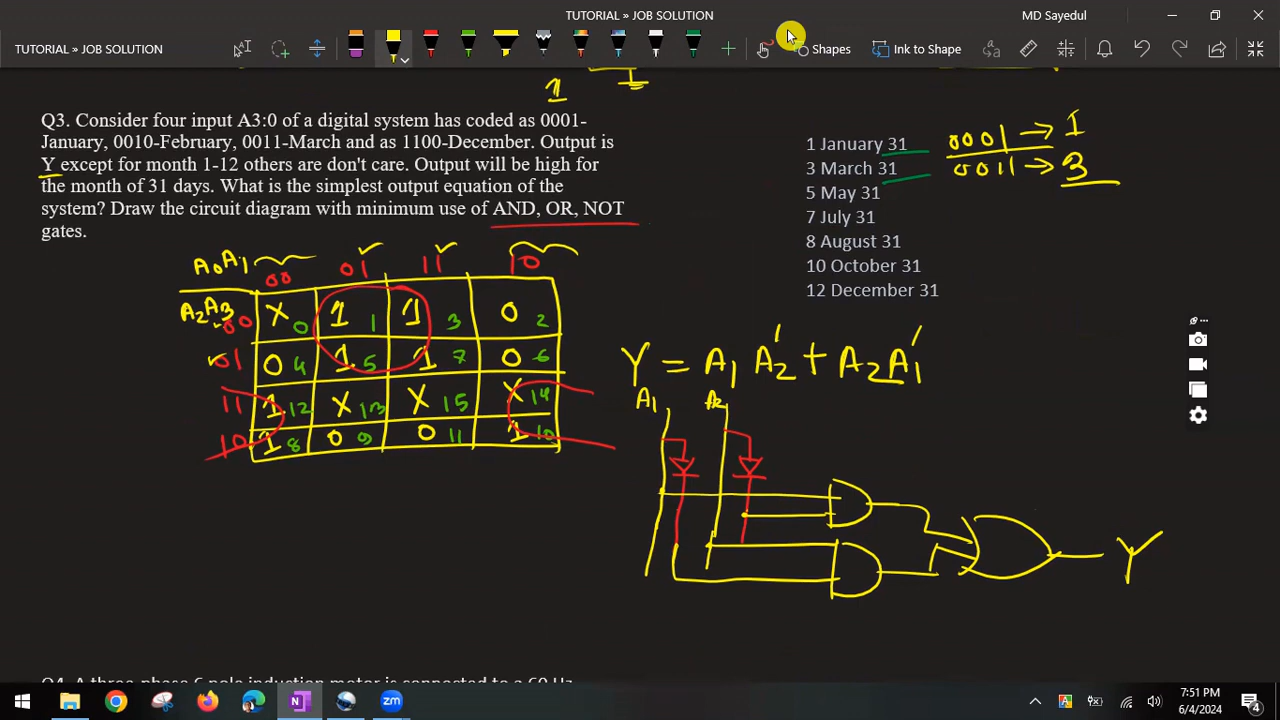 TUTORIAL » JOB SOLUTION
MD Sayedul
TUTORIAL » JOB SOLUTION
Shapes
Ink to Shape
1
I
Q3. Consider four input A3:0 of a digital system has coded as 0001-
January, 0010-February, 0011-March and as 1100-December. Output is
Y except for month 1-12 others are don't care. Output will be high for
the month of 31 days. What is the simplest output equation of the
system? Draw the circuit diagram with minimum use of AND, OR, NOT
gates.
1 January 31
3 March 31
5 May 31
7 July 31
8 August 31
10 October 31
12 December 31
0001 → 1
0011 → 3
A0A1
00 01 11 10
A2A3
00 X 0 1 1 1 3 0 2
01 0 4 1 5 1 7 0 6
11 1 12 X 13 X 15 X 14
10 1 8 0 9 0 11 1 10
Y = A1 A2' + A2 A1'
A1 A2
Y
7:51 PM
6/4/2024
4